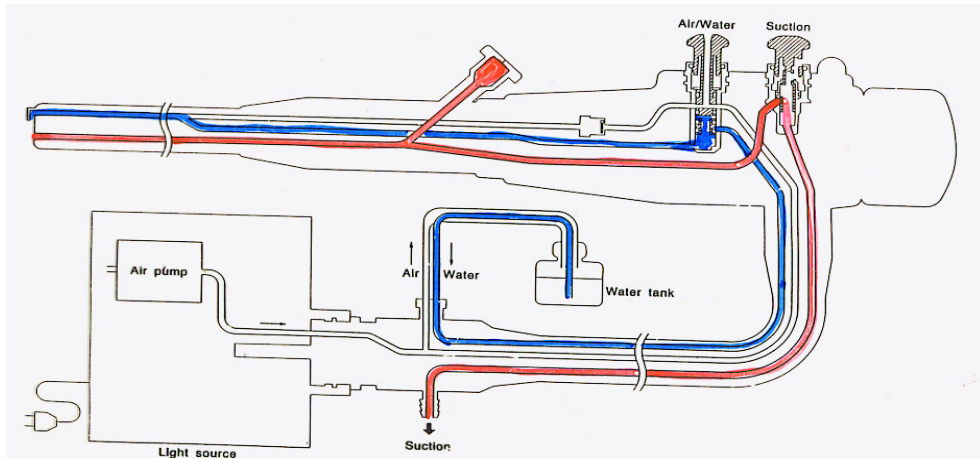 Air/Water
Suction
Air pump
Air
Water
Water tank
Light source
Suction